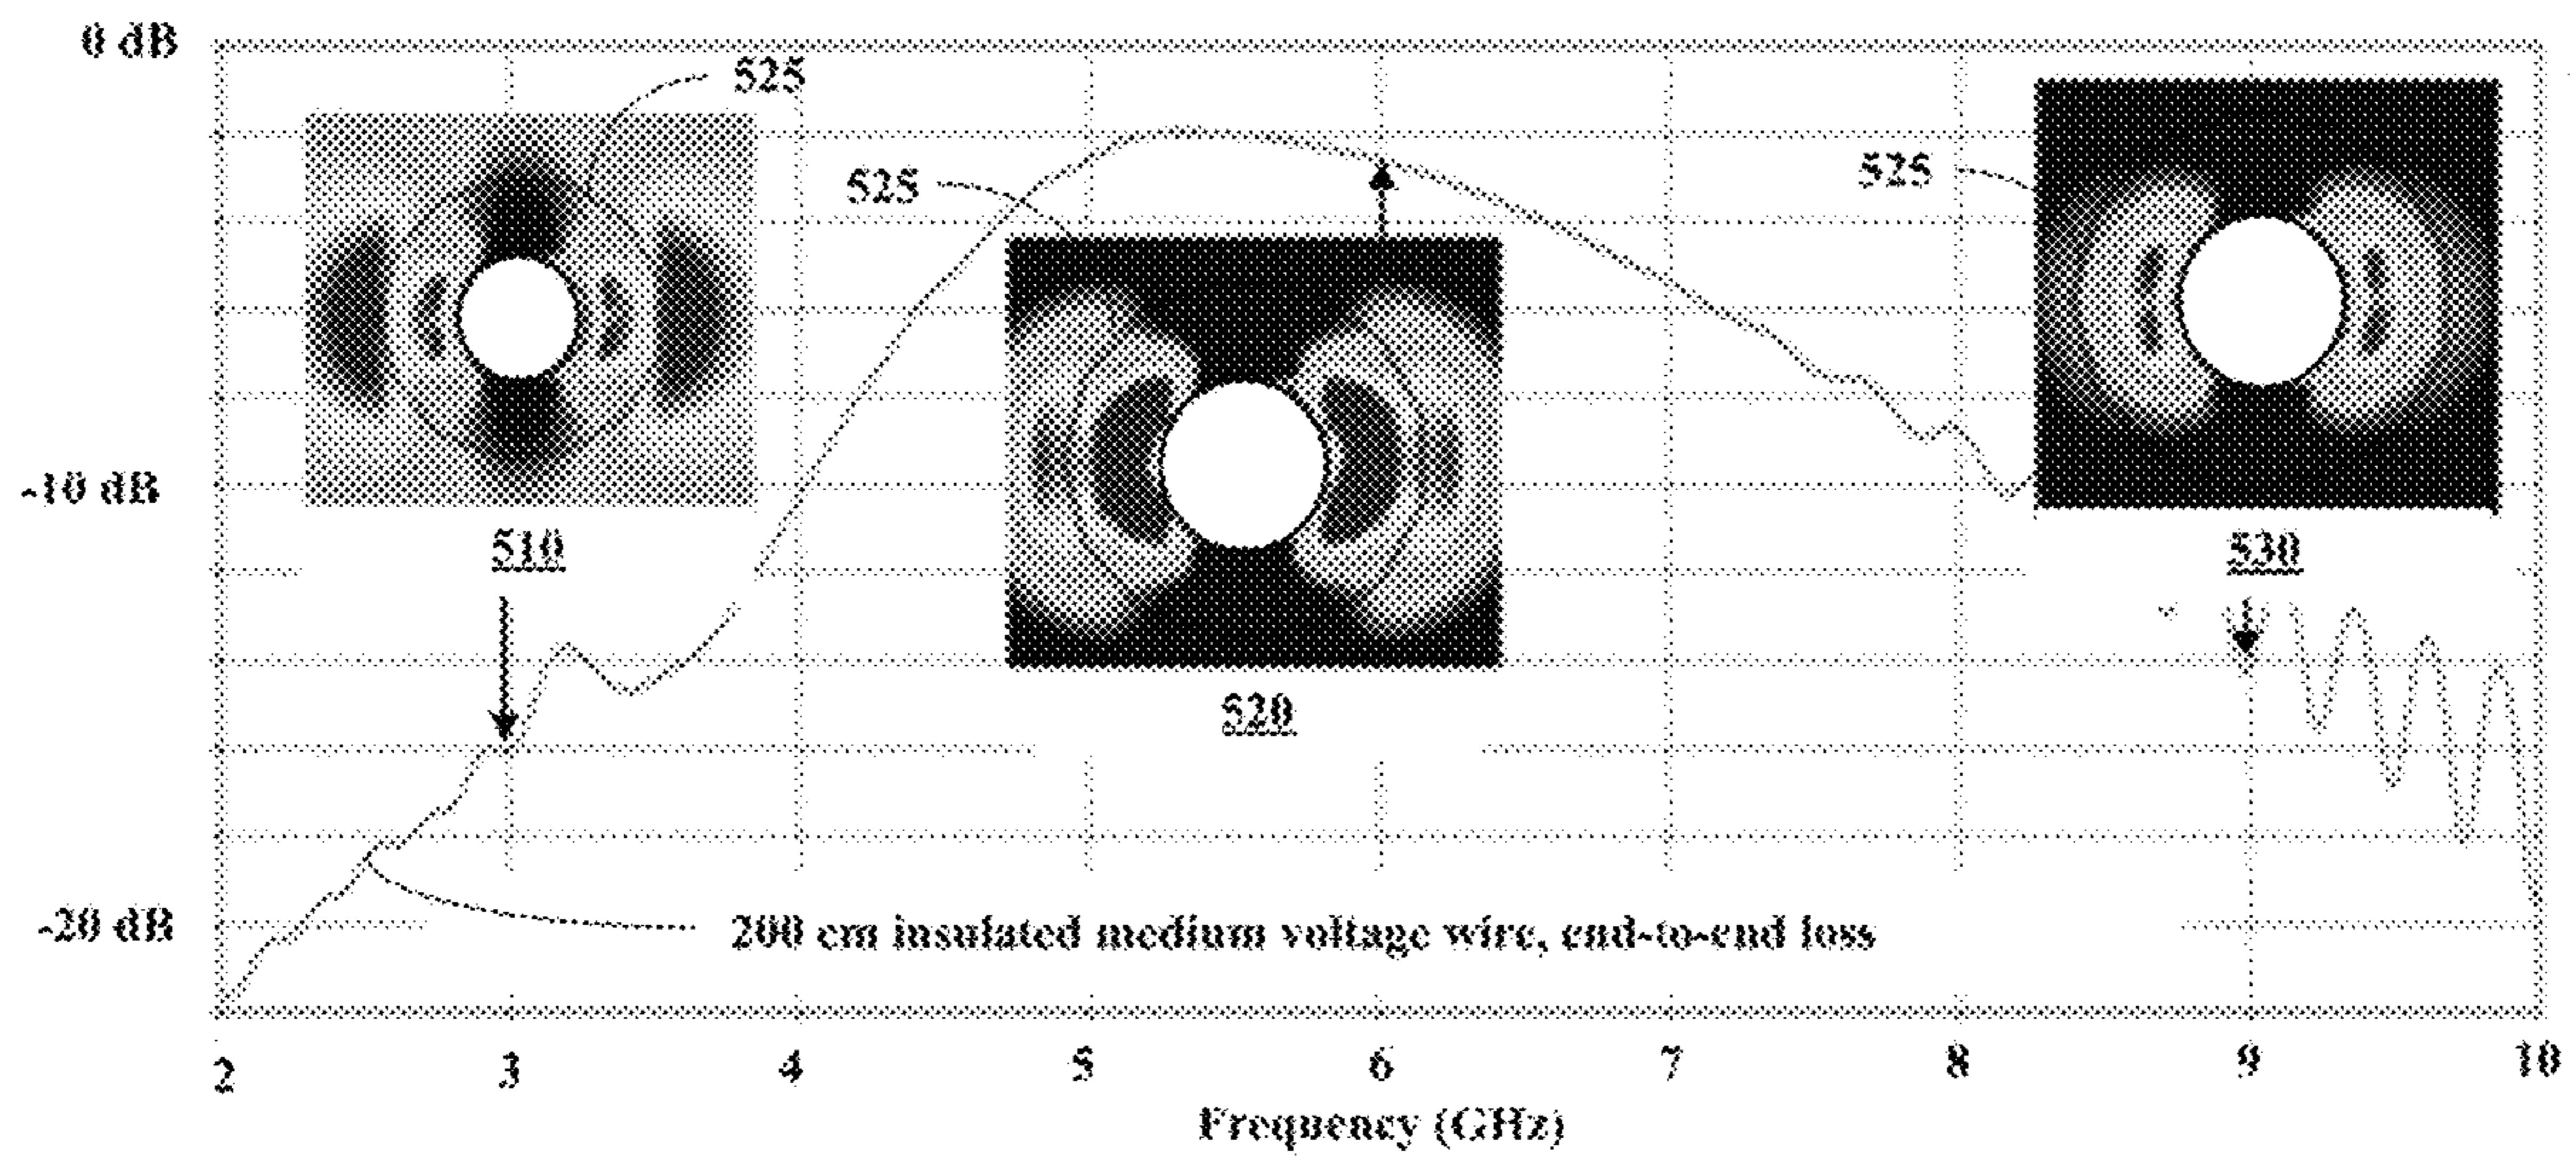 0 dB
525
525
525
-10 dB
510
530
520
-20 dB
200 cm insulated medium voltage wire, end-to-end loss
2 3 4 5 6 7 8 9 10
Frequency (GHz)